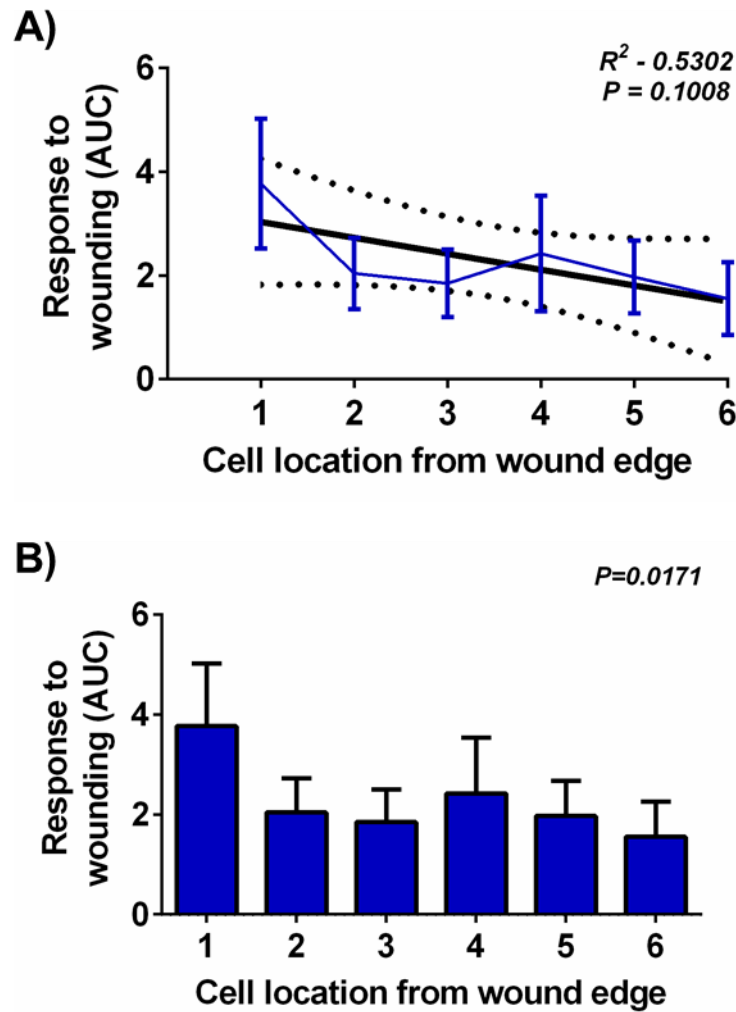 A)
R² - 0.5302
P = 0.1008
Response to
wounding (AUC)
6
4
2
0
1 2 3 4 5 6
Cell location from wound edge
B)
P=0.0171
Response to
wounding (AUC)
6
4
2
0
1 2 3 4 5 6
Cell location from wound edge